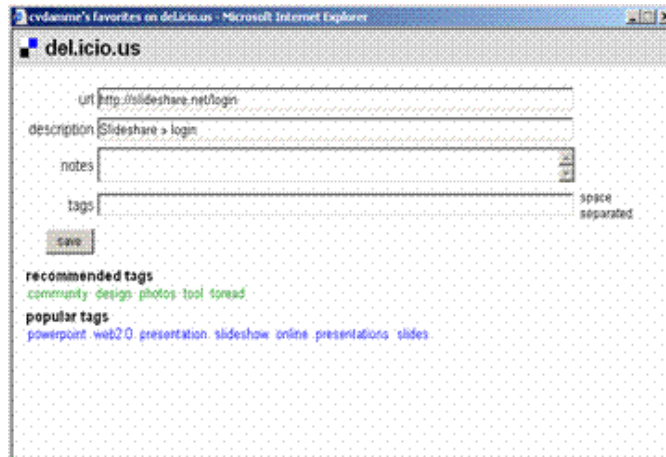 cvdamme's favorites on del.icio.us - Microsoft Internet Explorer
del.icio.us
url http://slideshare.net/login
description Slideshare » login
notes
tags space
separated
save
recommended tags
community design photos tool toread
popular tags
powerpoint web2.0 presentation slideshow online presentations slides